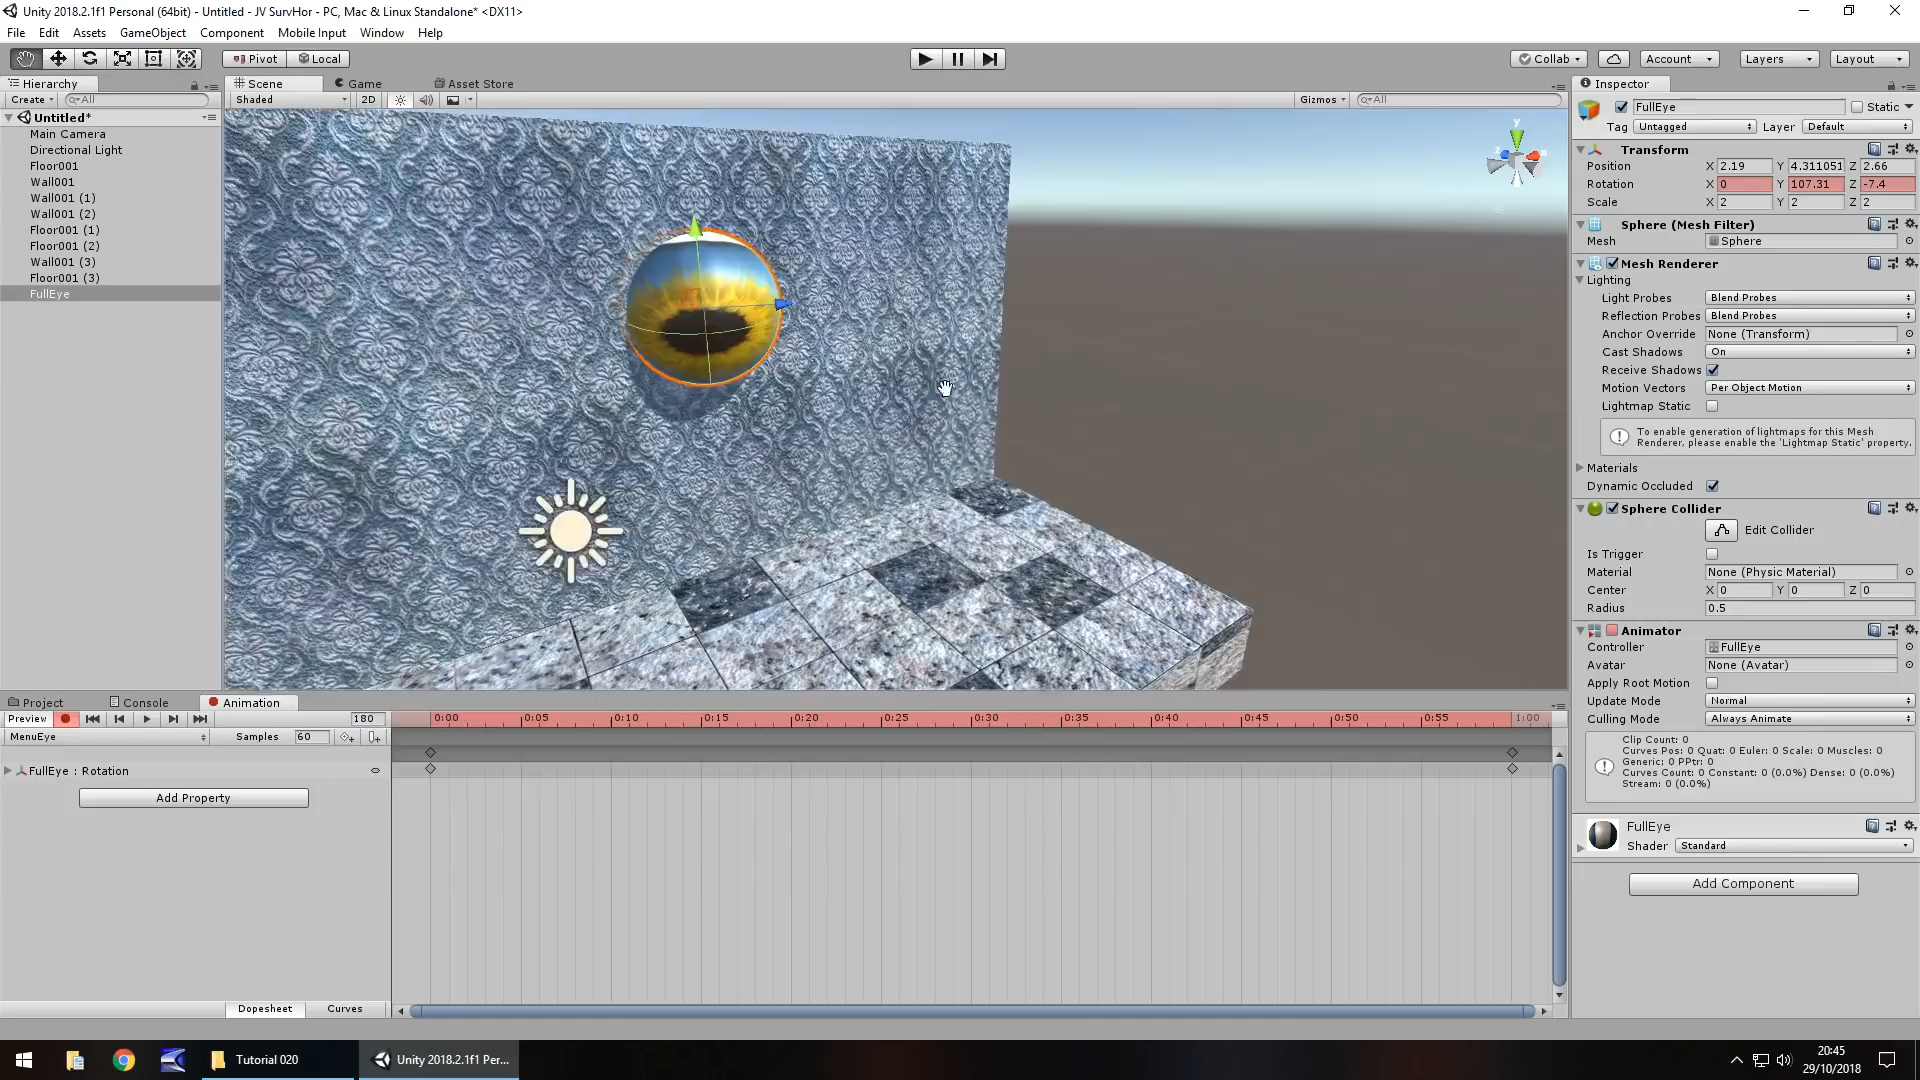 Unity 2018.2.1f1 Personal (64bit) - Untitled - JV SurvHor - PC, Mac & Linux Standalone* <DX11>
File Edit Assets GameObject Component Mobile Input Window Help
Pivot Local Collab Account Layers Layout
Hierarchy
Create All
Untitled*
Main Camera
Directional Light
Floor001
Wall001
Wall001 (1)
Wall001 (2)
Floor001 (1)
Floor001 (2)
Wall001 (3)
Floor001 (3)
FullEye
Scene Game Asset Store
Shaded 2D Gizmos All
y
Inspector
FullEye Static
Tag Untagged Layer Default
Transform
Position X 2.19 Y 4.311051 Z 2.66
Rotation X 0 Y 107.31 Z -7.4
Scale X 2 Y 2 Z 2
Sphere (Mesh Filter)
Mesh Sphere
Mesh Renderer
Lighting
Light Probes Blend Probes
Reflection Probes Blend Probes
Anchor Override None (Transform)
Cast Shadows On
Receive Shadows
Motion Vectors Per Object Motion
Lightmap Static
To enable generation of lightmaps for this Mesh
Renderer, please enable the 'Lightmap Static' property.
Materials
Dynamic Occluded
Sphere Collider
Edit Collider
Is Trigger
Material None (Physic Material)
Center X 0 Y 0 Z 0
Radius 0.5
Animator
Controller FullEye
Avatar None (Avatar)
Apply Root Motion
Update Mode Normal
Culling Mode Always Animate
Clip Count: 0
Curves Pos: 0 Quat: 0 Euler: 0 Scale: 0 Muscles: 0
Generic: 0 PPtr: 0
Curves Count: 0 Constant: 0 (0.0%) Dense: 0 (0.0%)
Stream: 0 (0.0%)
FullEye
Shader Standard
Add Component
Project Console Animation
Preview 180 0:00 0:05 0:10 0:15 0:20 0:25 0:30 0:35 0:40 0:45 0:50 0:55 1:00
MenuEye Samples 60
FullEye : Rotation
Add Property
Dopesheet Curves
Tutorial 020 Unity 2018.2.1f1 Per...
20:45
29/10/2018